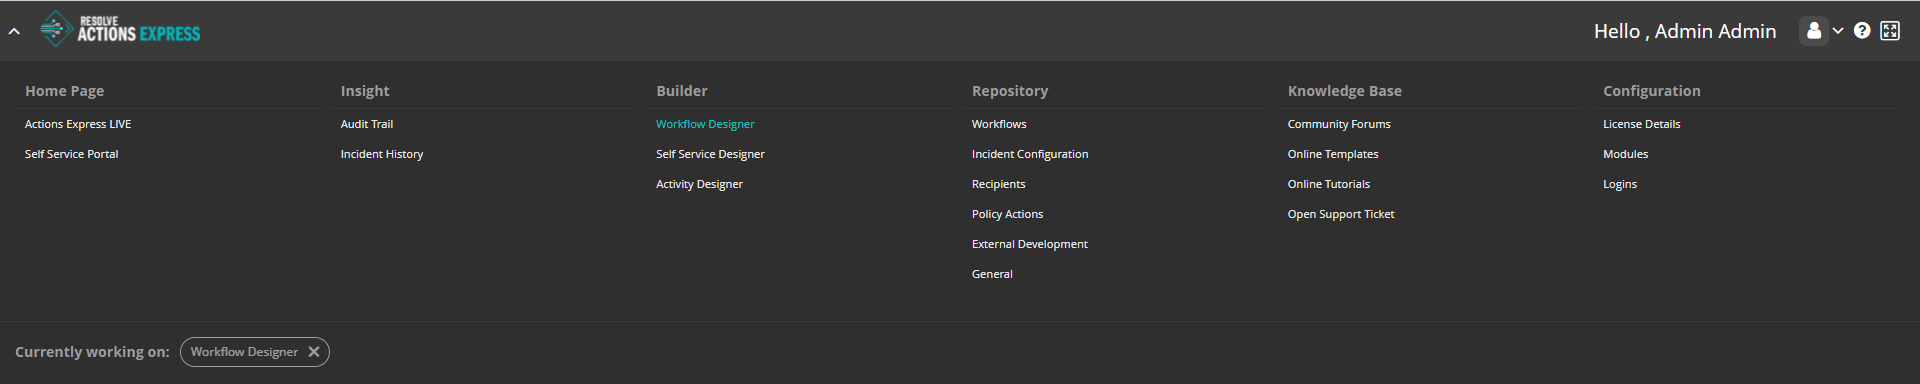 RESOLVE
ACTIONS EXPRESS
Hello , Admin Admin
Home Page
Actions Express LIVE
Self Service Portal
Insight
Audit Trail
Incident History
Builder
Workflow Designer
Self Service Designer
Activity Designer
Repository
Workflows
Incident Configuration
Recipients
Policy Actions
External Development
General
Knowledge Base
Community Forums
Online Templates
Online Tutorials
Open Support Ticket
Configuration
License Details
Modules
Logins
Currently working on: Workflow Designer